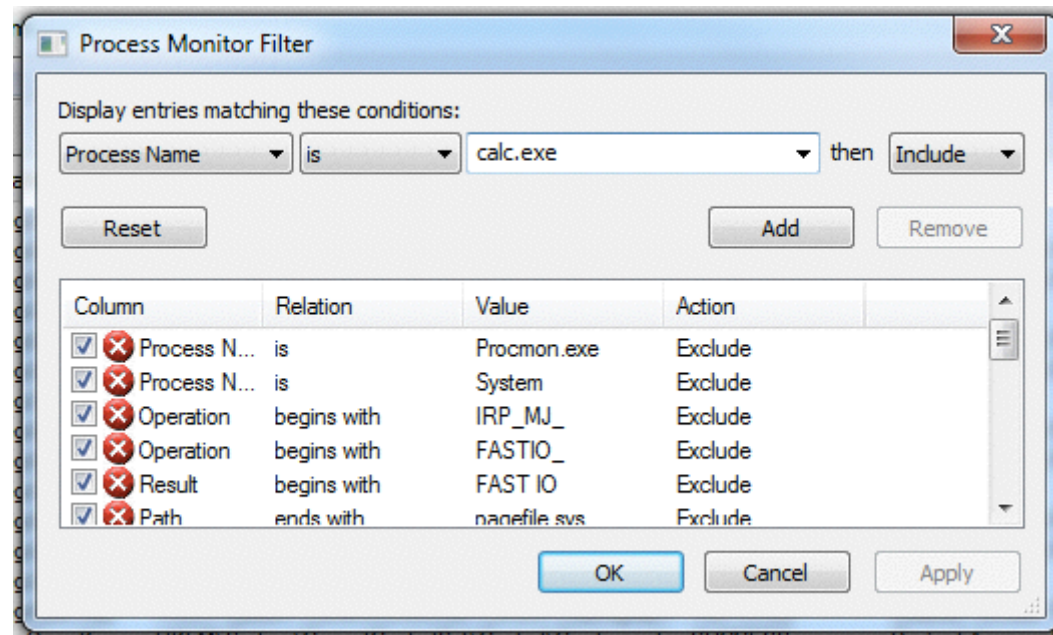 Process Monitor Filter
Display entries matching these conditions:
Process Name is calc.exe then Include
Reset Add Remove
Column Relation Value Action
Process N... is Procmon.exe Exclude
Process N... is System Exclude
Operation begins with IRP_MJ_ Exclude
Operation begins with FASTIO_ Exclude
Result begins with FAST IO Exclude
Path ends with pagefile.sys Exclude
OK Cancel Apply